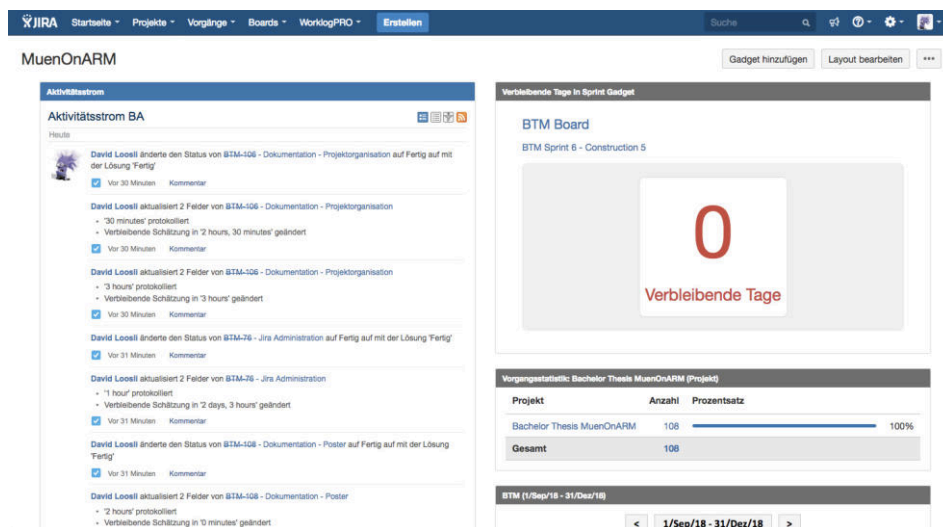 JIRA Startseite Projekte Vorgänge Boards WorklogPRO Erstellen Suche
MuenOnARM Gadget hinzufügen Layout bearbeiten •••
Aktivitätsstrom
Aktivitätsstrom BA
Heute
David Loosli änderte den Status von BTM-106 - Dokumentation - Projektorganisation auf Fertig auf mit
der Lösung 'Fertig'
Vor 30 Minuten Kommentar
David Loosli aktualisiert 2 Felder von BTM-106 - Dokumentation - Projektorganisation
• '30 minutes' protokolliert
• Verbleibende Schätzung in '2 hours, 30 minutes' geändert
Vor 30 Minuten Kommentar
David Loosli aktualisiert 2 Felder von BTM-106 - Dokumentation - Projektorganisation
• '3 hours' protokolliert
• Verbleibende Schätzung in '3 hours' geändert
Vor 30 Minuten Kommentar
David Loosli änderte den Status von BTM-76 - Jira Administration auf Fertig auf mit der Lösung 'Fertig'
Vor 31 Minuten Kommentar
David Loosli aktualisiert 2 Felder von BTM-76 - Jira Administration
• '1 hour' protokolliert
• Verbleibende Schätzung in '2 days, 3 hours' geändert
Vor 31 Minuten Kommentar
David Loosli änderte den Status von BTM-108 - Dokumentation - Poster auf Fertig auf mit der Lösung
'Fertig'
Vor 31 Minuten Kommentar
David Loosli aktualisiert 2 Felder von BTM-108 - Dokumentation - Poster
• '2 hours' protokolliert
• Verbleibende Schätzung in '0 minutes' geändert
Verbleibende Tage in Sprint Gadget
BTM Board
BTM Sprint 6 - Construction 5
0
Verbleibende Tage
Vorgangsstatistik: Bachelor Thesis MuenOnARM (Projekt)
Projekt Anzahl Prozentsatz
Bachelor Thesis MuenOnARM 108 100%
Gesamt 108
BTM (1/Sep/18 - 31/Dez/18)
< 1/Sep/18 - 31/Dez/18 >